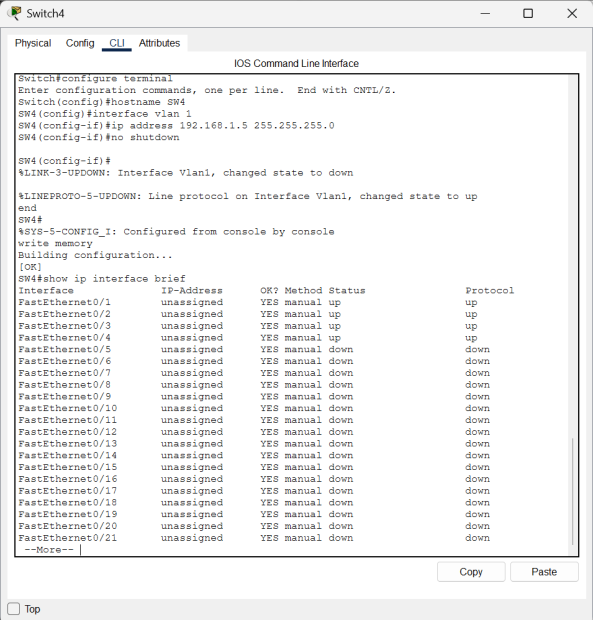 Switch4
Physical Config CLI Attributes
IOS Command Line Interface
Switch#configure terminal
Enter configuration commands, one per line. End with CNTL/Z.
Switch(config)#hostname SW4
SW4(config)#interface vlan 1
SW4(config-if)#ip address 192.168.1.5 255.255.255.0
SW4(config-if)#no shutdown
SW4(config-if)#
%LINK-3-UPDOWN: Interface Vlan1, changed state to down
%LINEPROTO-5-UPDOWN: Line protocol on Interface Vlan1, changed state to up
end
SW4#
%SYS-5-CONFIG_I: Configured from console by console
write memory
Building configuration...
[OK]
SW4#show ip interface brief
Interface IP-Address OK? Method Status Protocol
FastEthernet0/1 unassigned YES manual up up
FastEthernet0/2 unassigned YES manual up up
FastEthernet0/3 unassigned YES manual up up
FastEthernet0/4 unassigned YES manual up up
FastEthernet0/5 unassigned YES manual down down
FastEthernet0/6 unassigned YES manual down down
FastEthernet0/7 unassigned YES manual down down
FastEthernet0/8 unassigned YES manual down down
FastEthernet0/9 unassigned YES manual down down
FastEthernet0/10 unassigned YES manual down down
FastEthernet0/11 unassigned YES manual down down
FastEthernet0/12 unassigned YES manual down down
FastEthernet0/13 unassigned YES manual down down
FastEthernet0/14 unassigned YES manual down down
FastEthernet0/15 unassigned YES manual down down
FastEthernet0/16 unassigned YES manual down down
FastEthernet0/17 unassigned YES manual down down
FastEthernet0/18 unassigned YES manual down down
FastEthernet0/19 unassigned YES manual down down
FastEthernet0/20 unassigned YES manual down down
FastEthernet0/21 unassigned YES manual down down
--More--
Copy Paste
Top